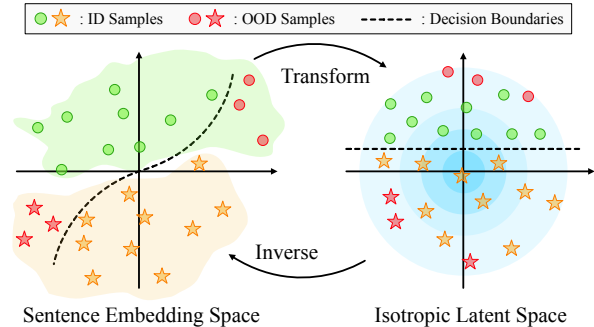 : ID Samples : OOD Samples : Decision Boundaries
Transform
Inverse
Sentence Embedding Space Isotropic Latent Space